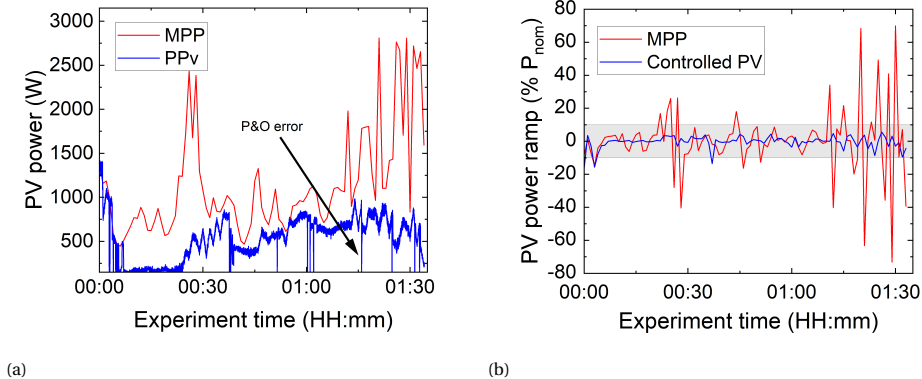 (a)
3000
2500
2000
1500
1000
500
PV power (W)
MPP
PPv
P&O error
00:00
00:30
01:00
01:30
Experiment time (HH:mm)
(b)
80
60
40
20
0
-20
-40
-60
-80
PV power ramp (% Pnom)
MPP
Controlled PV
00:00
00:30
01:00
01:30
Experiment time (HH:mm)
(a)
(b)